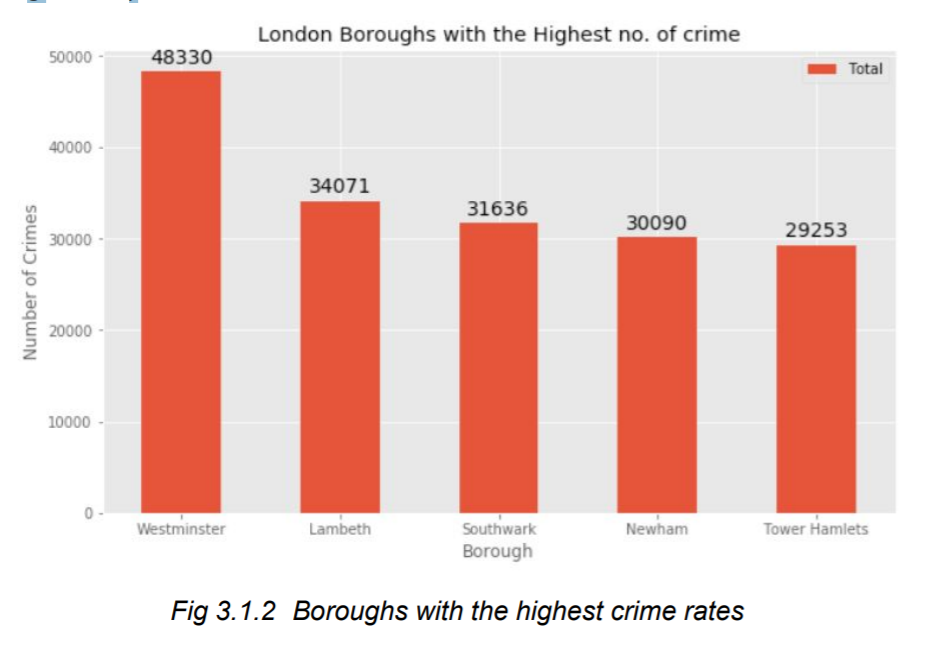 London Boroughs with the Highest no. of crime
50000
48330
Total
40000
34071
31636
30090
29253
30000
20000
10000
0
Number of Crimes
Westminster Lambeth Southwark Newham Tower Hamlets
Borough
Fig 3.1.2 Boroughs with the highest crime rates